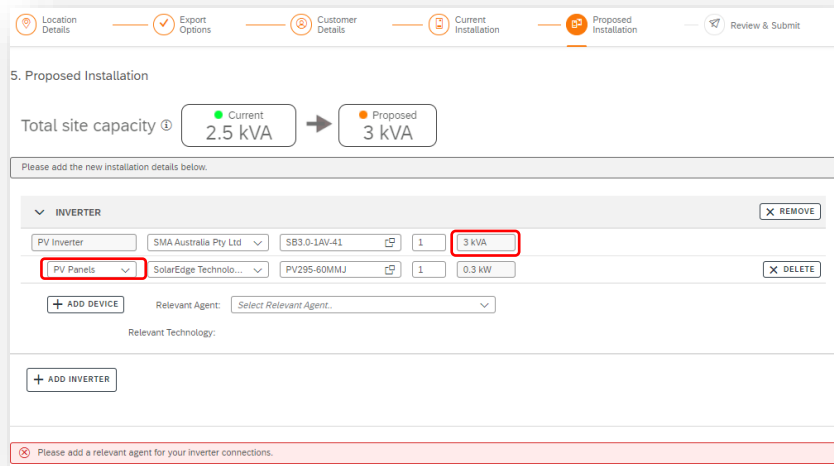 Location Details
Export Options
Customer Details
Current Installation
Proposed Installation
Review & Submit
5. Proposed Installation
Total site capacity
Current
2.5 kVA
Proposed
3 kVA
Please add the new installation details below.
INVERTER
REMOVE
PV Inverter SMA Australia Pty Ltd SB3.0-1AV-41 1 3 kVA
PV Panels SolarEdge Technolo... PV295-60MMJ 1 0.3 kW DELETE
ADD DEVICE Relevant Agent: Select Relevant Agent..
Relevant Technology:
ADD INVERTER
Please add a relevant agent for your inverter connections.